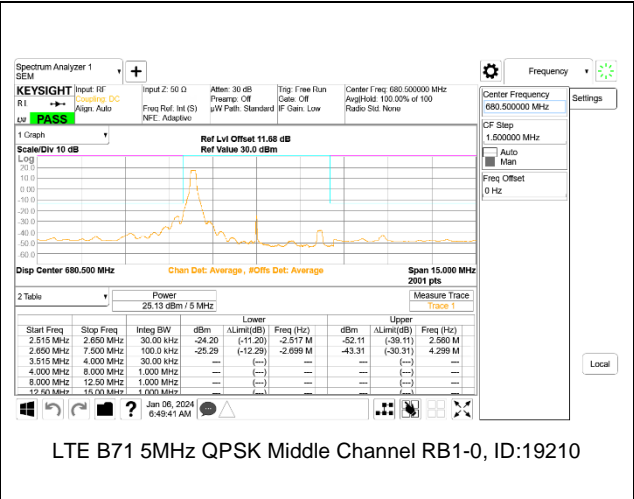 Spectrum Analyzer 1
SEM
+
Frequency
KEYSIGHT
Input: RF
Coupling: DC
Align: Auto
Input Z: 50 Ω
Freq Ref: Int (S)
NFE: Adaptive
Atten: 30 dB
Preamp: Off
µW Path: Standard
Trig: Free Run
Gate: Off
IF Gain: Low
Center Freq: 680.500000 MHz
Avg|Hold: 100.00% of 100
Radio Std: None
PASS
Center Frequency
680.500000 MHz
Settings
CF Step
1.500000 MHz
Auto
Man
Freq Offset
0 Hz
1 Graph
Scale/Div 10 dB
Ref Lvl Offset 11.68 dB
Ref Value 30.0 dBm
Log
20.0
10.0
0.00
-10.0
-20.0
-30.0
-40.0
-50.0
-60.0
Disp Center 680.500 MHz
Chan Det: Average , #Offs Det: Average
Span 15.000 MHz
2001 pts
2 Table
Power
25.13 dBm / 5 MHz
Measure Trace
Trace 1
Lower Upper
Start Freq Stop Freq Integ BW dBm ΔLimit(dB) Freq (Hz) dBm ΔLimit(dB) Freq (Hz)
2.515 MHz 2.650 MHz 30.00 kHz -24.20 (-11.20) -2.517 M -52.11 (-39.11) 2.560 M
2.650 MHz 7.500 MHz 100.0 kHz -25.29 (-12.29) -2.699 M -43.31 (-30.31) 4.299 M
3.515 MHz 4.000 MHz 30.00 kHz --- (---) --- (---)
4.000 MHz 8.000 MHz 1.000 MHz --- (---) --- (---)
8.000 MHz 12.50 MHz 1.000 MHz --- (---) --- (---)
12.50 MHz 15.00 MHz 1.000 MHz --- (---) --- (---)
Local
? Jan 06, 2024
6:49:41 AM
LTE B71 5MHz QPSK Middle Channel RB1-0, ID:19210